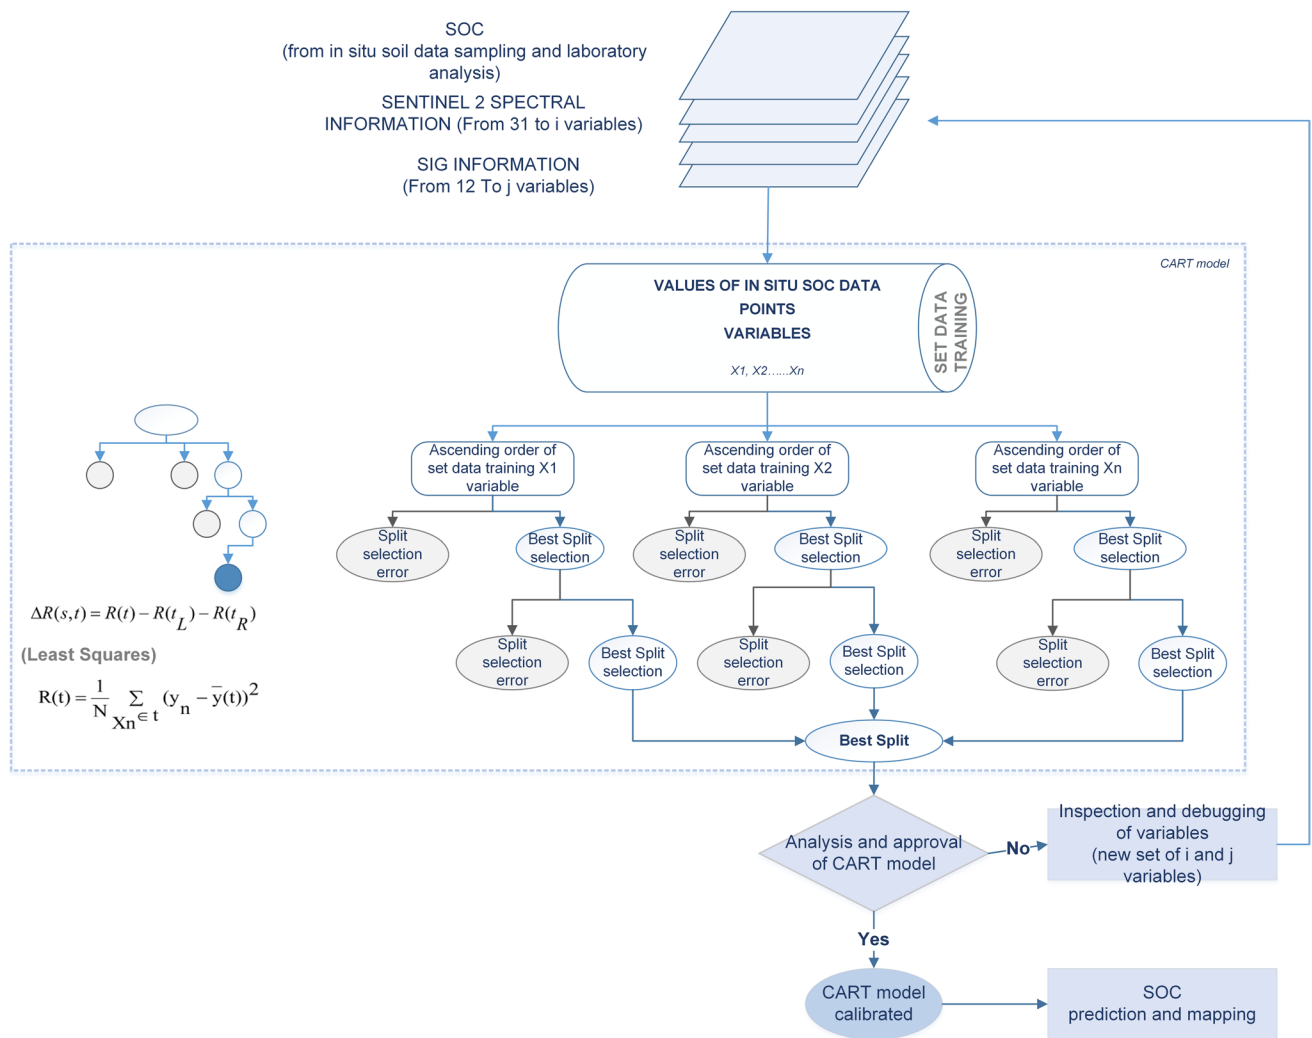 SOC
(from in situ soil data sampling and laboratory
analysis)
SENTINEL 2 SPECTRAL
INFORMATION (From 31 to i variables)
SIG INFORMATION
(From 12 To j variables)
CART model
VALUES OF IN SITU SOC DATA
POINTS
VARIABLES
X1, X2......Xn
SET DATA
TRAINING
Ascending order of
set data training X1
variable
Ascending order of
set data training X2
variable
Ascending order of
set data training Xn
variable
Split
selection
error
Best Split
selection
Split
selection
error
Best Split
selection
Split
selection
error
Best Split
selection
Split
selection
error
Best Split
selection
Split
selection
error
Best Split
selection
Split
selection
error
Best Split
selection
ΔR(s,t) = R(t) − R(t_L) − R(t_R)
(Least Squares)
R(t) = 1/N Σ Xn ∈ t (y_n − ȳ(t))²
Best Split
Analysis and approval
of CART model
No
Inspection and debugging
of variables
(new set of i and j
variables)
Yes
CART model
calibrated
SOC
prediction and mapping